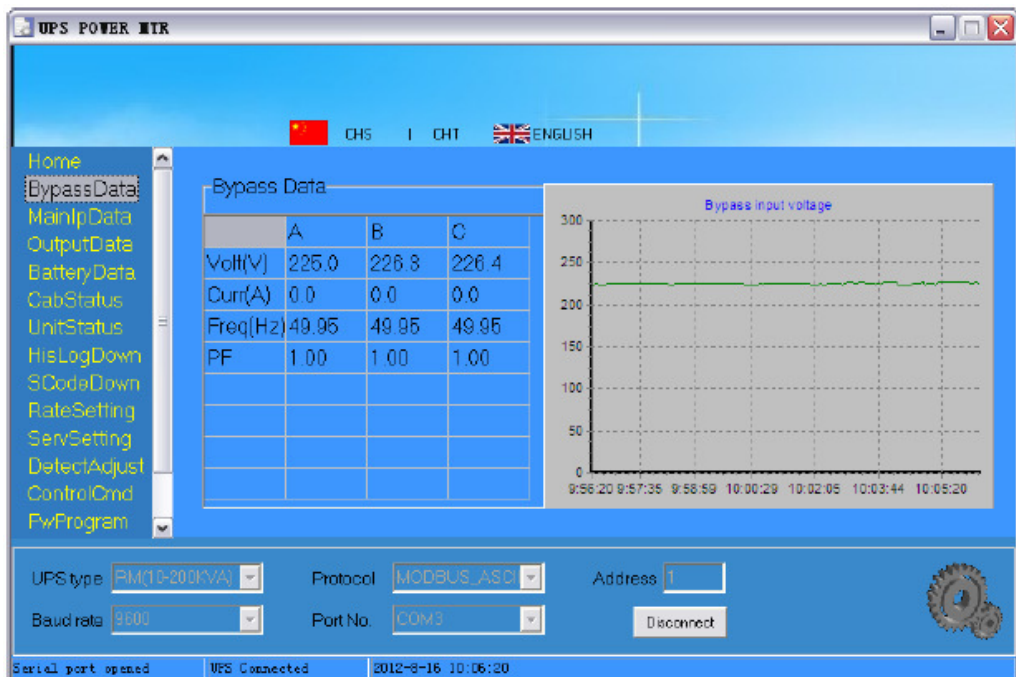 UPS POWER MTR
CHS | CHT ENGLISH
Home
BypassData
MainIpData
OutputData
BatteryData
CabStatus
UnitStatus
HisLogDown
SCodeDown
RateSetting
ServSetting
DetectAdjust
ControlCmd
FwProgram
Bypass Data
A B C
Volt(V) 225.0 226.3 226.4
Curr(A) 0.0 0.0 0.0
Freq(Hz) 49.95 49.95 49.95
PF 1.00 1.00 1.00
Bypass input voltage
300
250
200
150
100
50
0
9:56:20 9:57:35 9:58:59 10:00:29 10:02:05 10:03:44 10:05:20
UPS type RM(10-200KVA) Protocol MODBUS_ASCI Address 1
Baud rate 9600 Port No. COM3 Disconnect
Serial port opened UPS Connected 2012-8-16 10:06:20